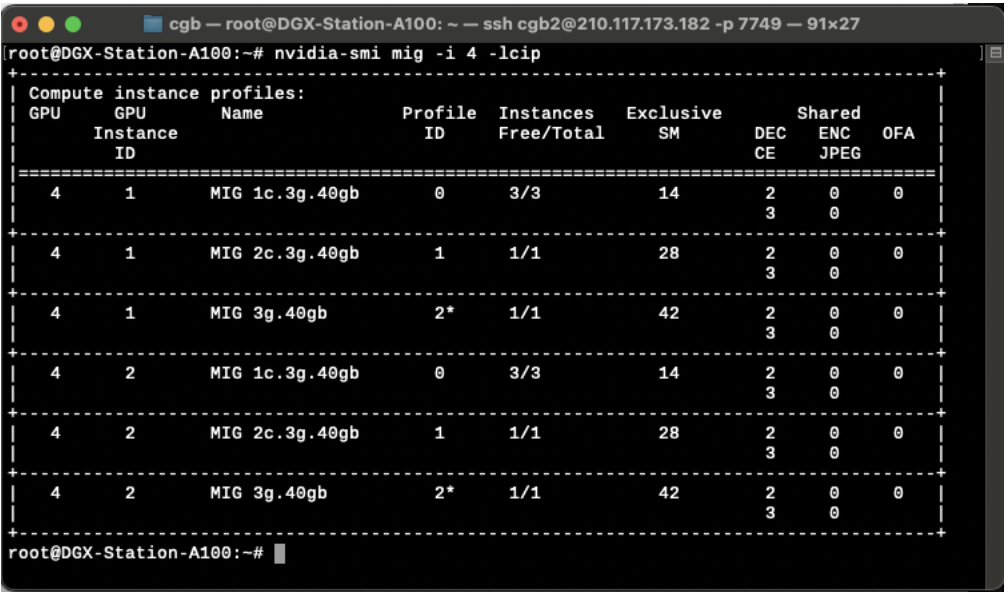 cgb — root@DGX-Station-A100: ~ — ssh cgb2@210.117.173.182 -p 7749 — 91×27
[root@DGX-Station-A100:~# nvidia-smi mig -i 4 -lcip ]
+-----------------------------------------------------------------------------------+
| Compute instance profiles: |
| GPU GPU Name Profile Instances Exclusive Shared |
| Instance ID Free/Total SM DEC ENC OFA |
| ID CE JPEG |
|===================================================================================|
| 4 1 MIG 1c.3g.40gb 0 3/3 14 2 0 0 |
| 3 0 |
+-----------------------------------------------------------------------------------+
| 4 1 MIG 2c.3g.40gb 1 1/1 28 2 0 0 |
| 3 0 |
+-----------------------------------------------------------------------------------+
| 4 1 MIG 3g.40gb 2* 1/1 42 2 0 0 |
| 3 0 |
+-----------------------------------------------------------------------------------+
| 4 2 MIG 1c.3g.40gb 0 3/3 14 2 0 0 |
| 3 0 |
+-----------------------------------------------------------------------------------+
| 4 2 MIG 2c.3g.40gb 1 1/1 28 2 0 0 |
| 3 0 |
+-----------------------------------------------------------------------------------+
| 4 2 MIG 3g.40gb 2* 1/1 42 2 0 0 |
| 3 0 |
+-----------------------------------------------------------------------------------+
root@DGX-Station-A100:~#